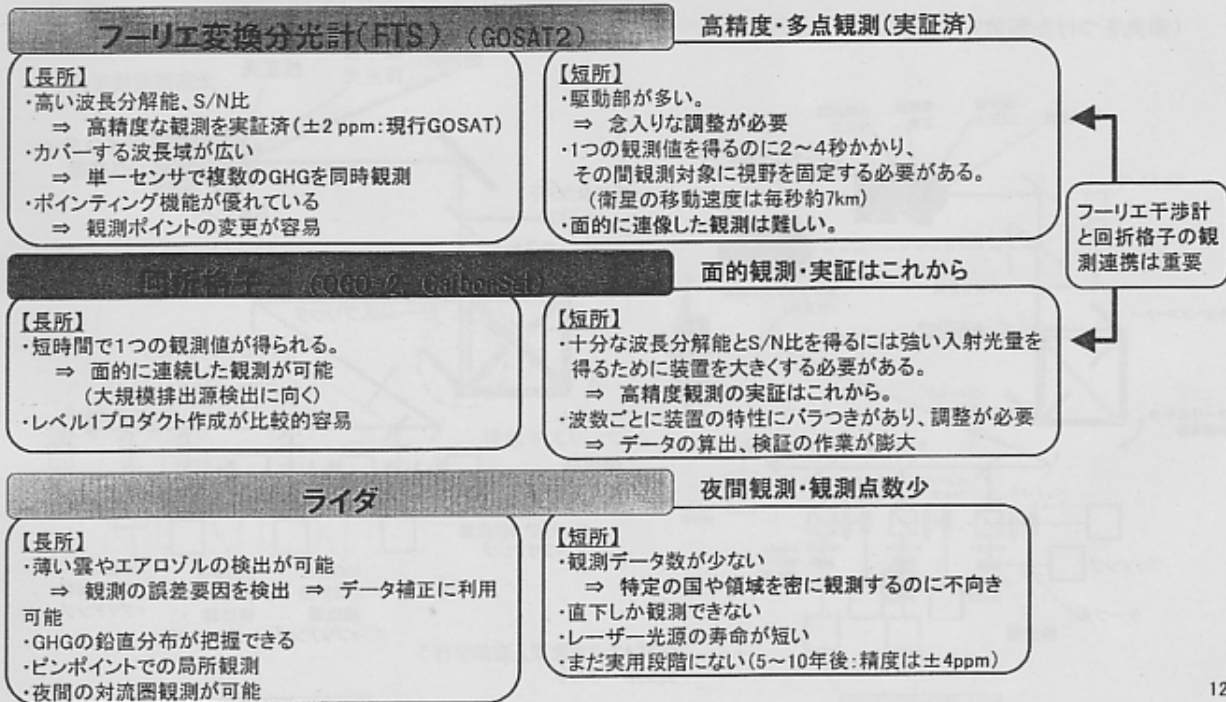 フーリエ変換分光計(FTS) (GOSAT2)
高精度・多点観測(実証済)
【長所】
・高い波長分解能、S/N比
⇒ 高精度な観測を実証済(±2 ppm:現行GOSAT)
・カバーする波長域が広い
⇒ 単一センサで複数のGHGを同時観測
・ポインティング機能が優れている
⇒ 観測ポイントの変更が容易
【短所】
・駆動部が多い。
⇒ 念入りな調整が必要
・1つの観測値を得るのに2～4秒かかり、
その間観測対象に視野を固定する必要がある。
(衛星の移動速度は毎秒約7km)
・面的に連像した観測は難しい。
フーリエ干渉計
と回折格子の観
測連携は重要
回折格子 (OCO-2, CarbonSat)
面的観測・実証はこれから
【長所】
・短時間で1つの観測値が得られる。
⇒ 面的に連続した観測が可能
(大規模排出源検出に向く)
・レベル1プロダクト作成が比較的容易
【短所】
・十分な波長分解能とS/N比を得るには強い入射光量を
得るために装置を大きくする必要がある。
⇒ 高精度観測の実証はこれから。
・波数ごとに装置の特性にバラつきがあり、調整が必要
⇒ データの算出、検証の作業が膨大
ライダ
夜間観測・観測点数少
【長所】
・薄い雲やエアロゾルの検出が可能
⇒ 観測の誤差要因を検出 ⇒ データ補正に利用
可能
・GHGの鉛直分布が把握できる
・ピンポイントでの局所観測
・夜間の対流圏観測が可能
【短所】
・観測データ数が少ない
⇒ 特定の国や領域を密に観測するのに不向き
・直下しか観測できない
・レーザー光源の寿命が短い
・まだ実用段階にない(5～10年後:精度は±4ppm)
12